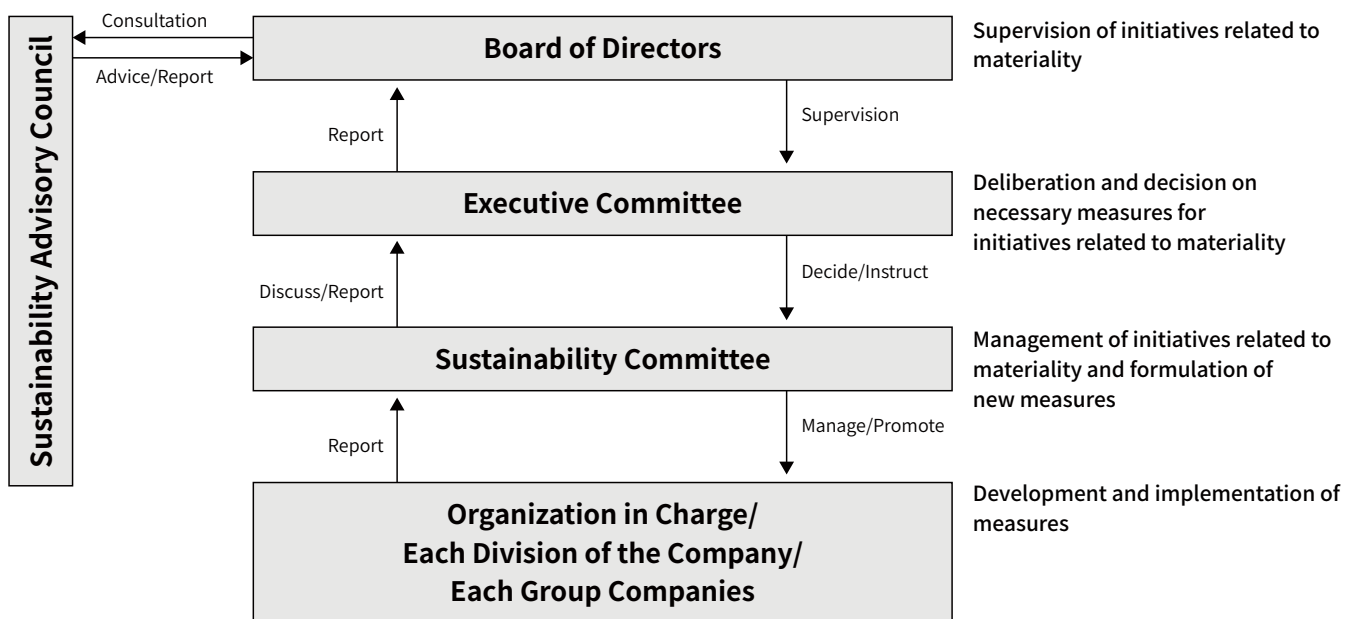 Sustainability Advisory Council
Consultation
Advice/Report
Board of Directors
Supervision of initiatives related to
materiality
Report
Supervision
Executive Committee
Deliberation and decision on
necessary measures for
initiatives related to materiality
Discuss/Report
Decide/Instruct
Sustainability Committee
Management of initiatives related to
materiality and formulation of
new measures
Report
Manage/Promote
Organization in Charge/
Each Division of the Company/
Each Group Companies
Development and implementation of
measures